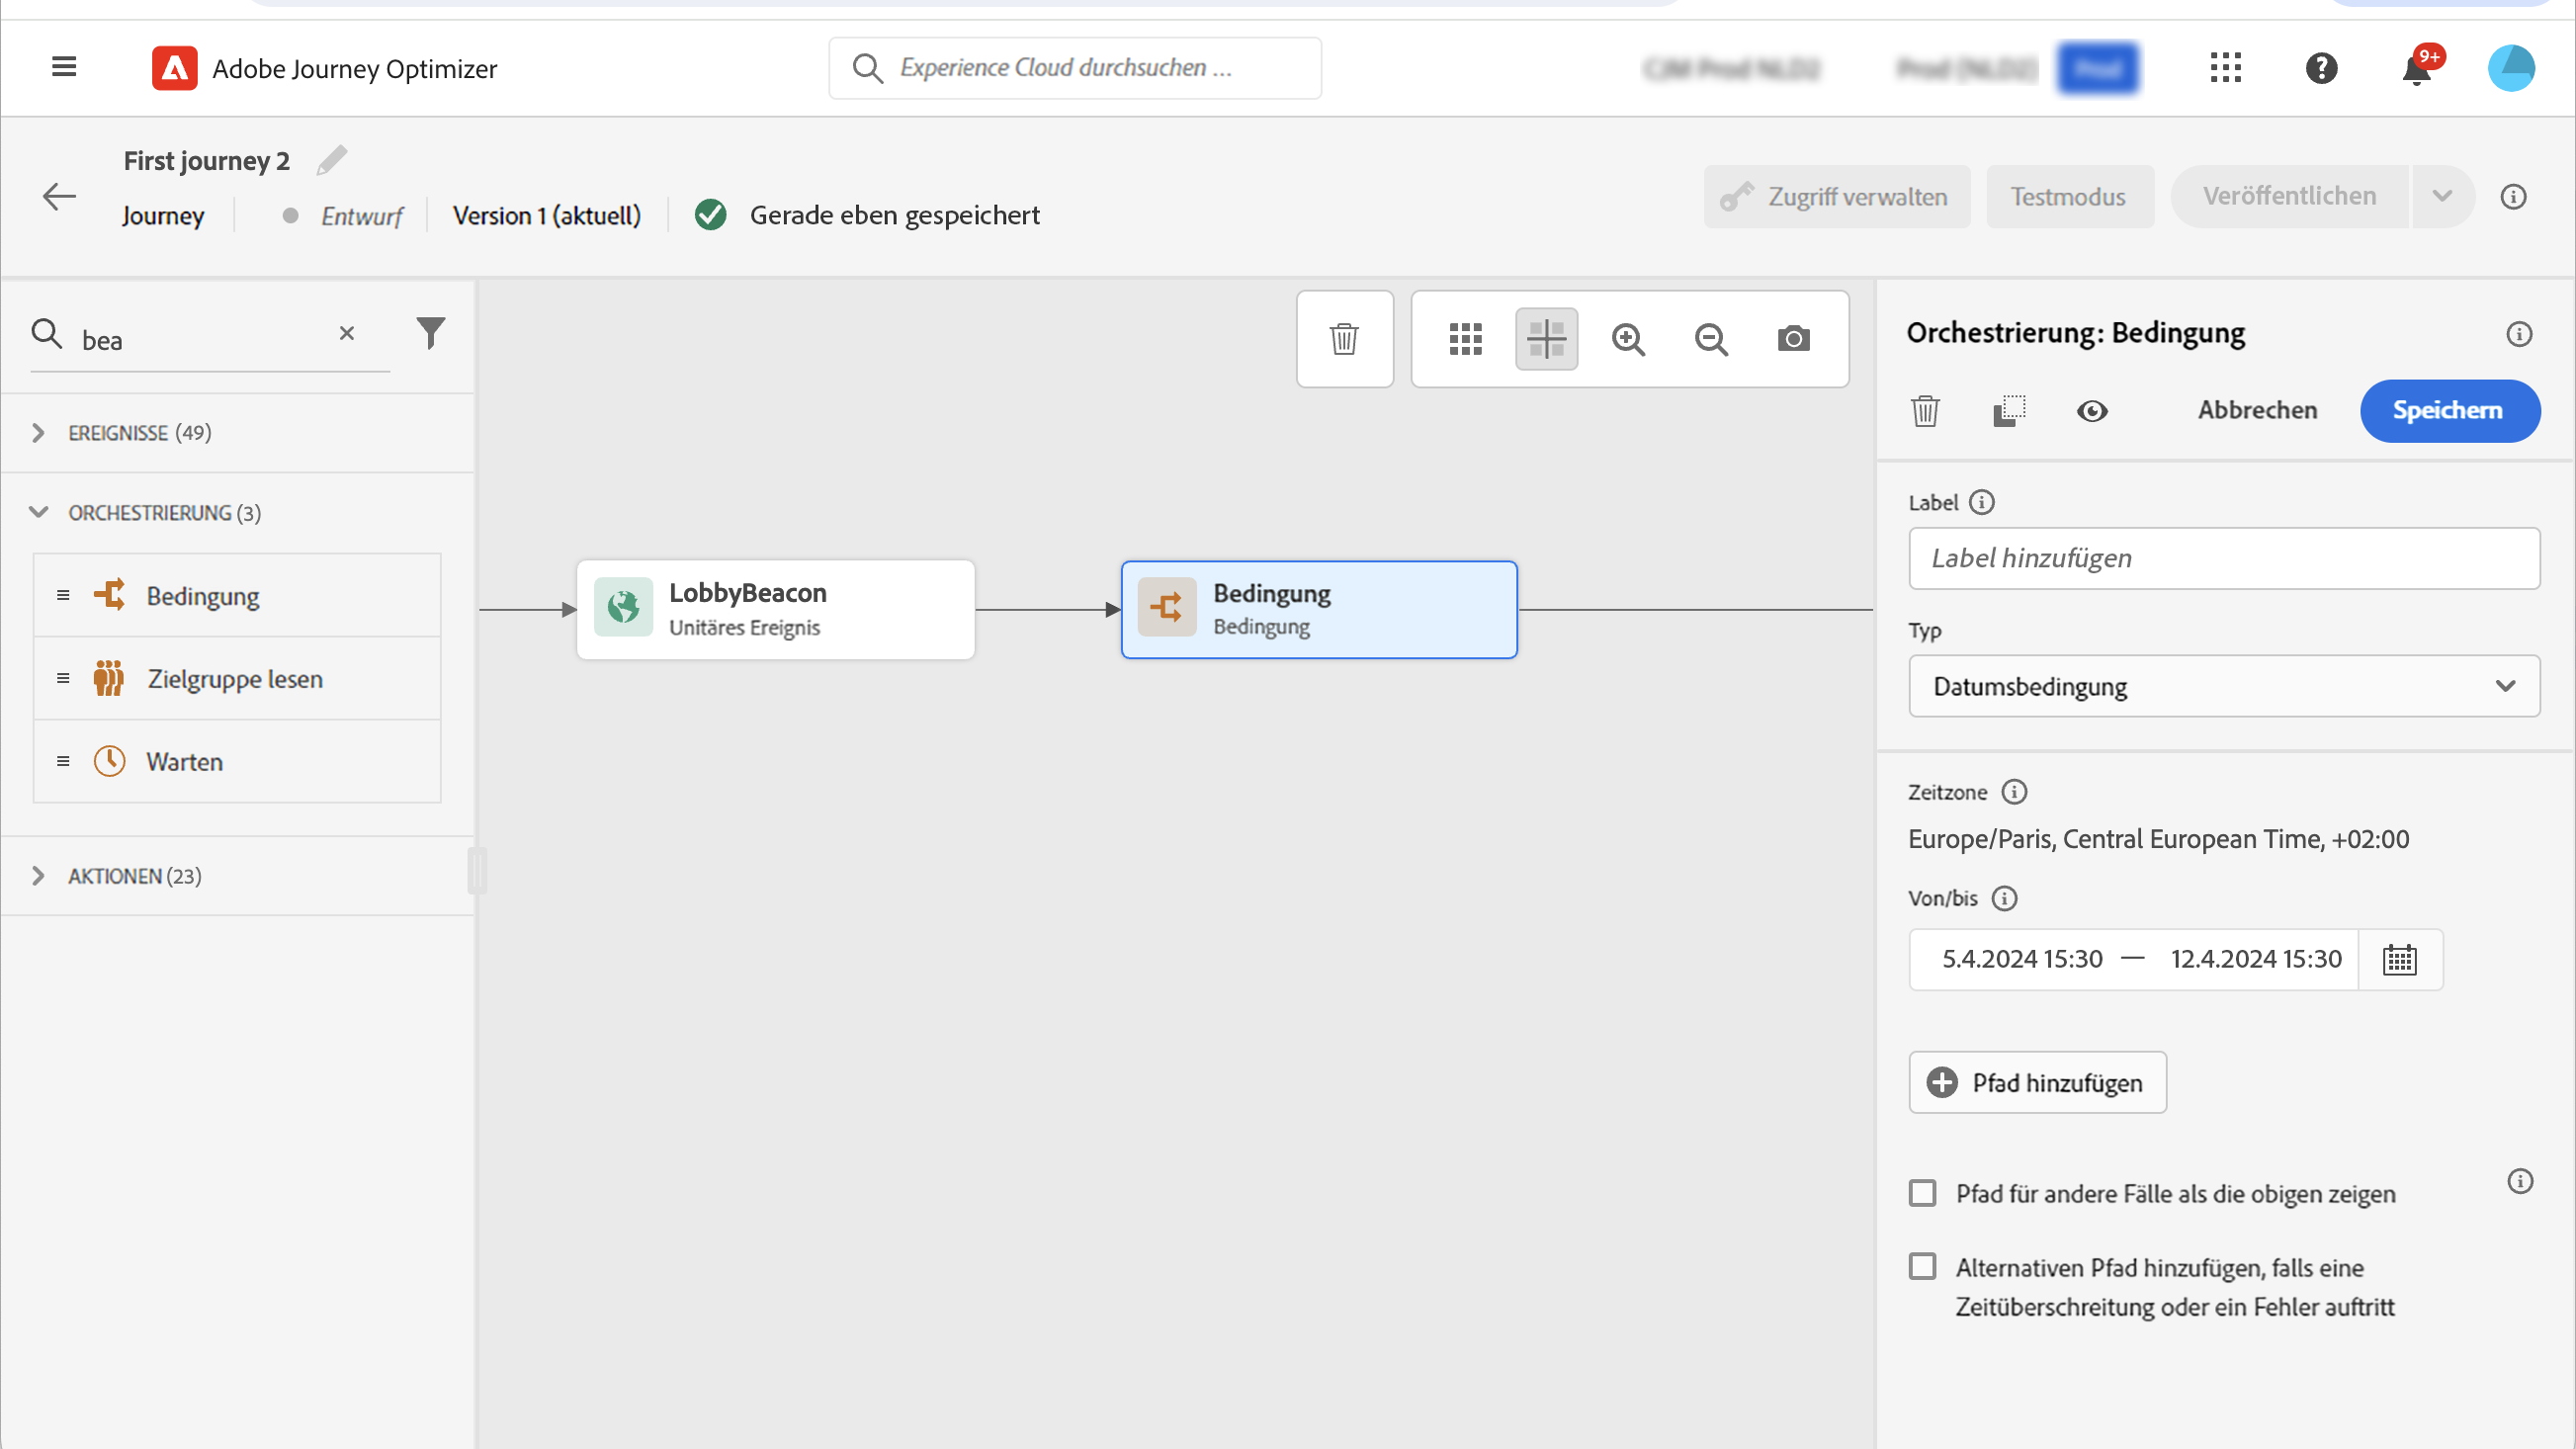 Adobe Journey Optimizer
Experience Cloud durchsuchen ...
9+
First journey 2
Journey
Entwurf
Version 1 (aktuell)
Gerade eben gespeichert
Zugriff verwalten
Testmodus
Veröffentlichen
bea
EREIGNISSE (49)
ORCHESTRIERUNG (3)
Bedingung
Zielgruppe lesen
Warten
AKTIONEN (23)
LobbyBeacon
Unitäres Ereignis
Bedingung
Bedingung
Orchestrierung: Bedingung
Abbrechen
Speichern
Label
Label hinzufügen
Typ
Datumsbedingung
Zeitzone
Europe/Paris, Central European Time, +02:00
Von/bis
5.4.2024 15:30 — 12.4.2024 15:30
Pfad hinzufügen
Pfad für andere Fälle als die obigen zeigen
Alternativen Pfad hinzufügen, falls eine
Zeitüberschreitung oder ein Fehler auftritt